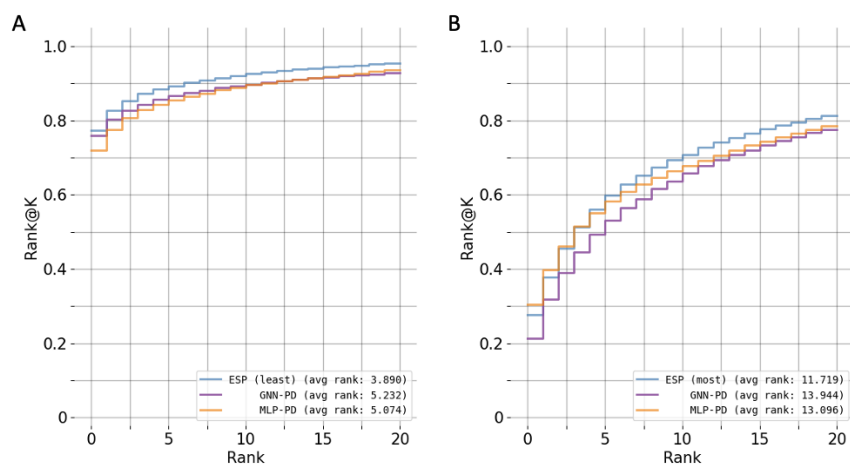 A
Rank@K
1.0
0.8
0.6
0.4
0.2
0
ESP (least) (avg rank: 3.890)
GNN-PD (avg rank: 5.232)
MLP-PD (avg rank: 5.074)
0 5 10 15 20
Rank
B
Rank@K
1.0
0.8
0.6
0.4
0.2
0
ESP (most) (avg rank: 11.719)
GNN-PD (avg rank: 13.944)
MLP-PD (avg rank: 13.096)
0 5 10 15 20
Rank